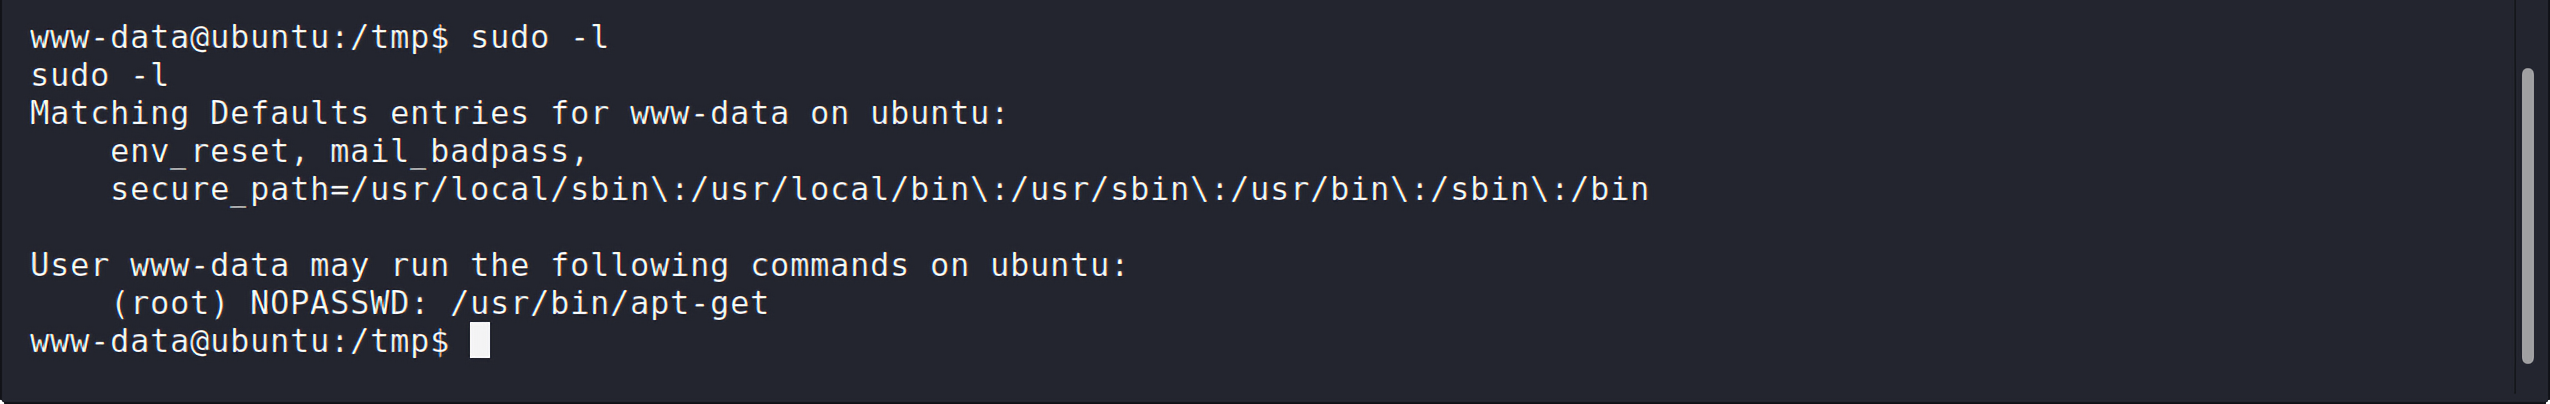 www-data@ubuntu:/tmp$ sudo -l
sudo -l
Matching Defaults entries for www-data on ubuntu:
    env_reset, mail_badpass,
    secure_path=/usr/local/sbin\:/usr/local/bin\:/usr/sbin\:/usr/bin\:/sbin\:/bin

User www-data may run the following commands on ubuntu:
    (root) NOPASSWD: /usr/bin/apt-get
www-data@ubuntu:/tmp$